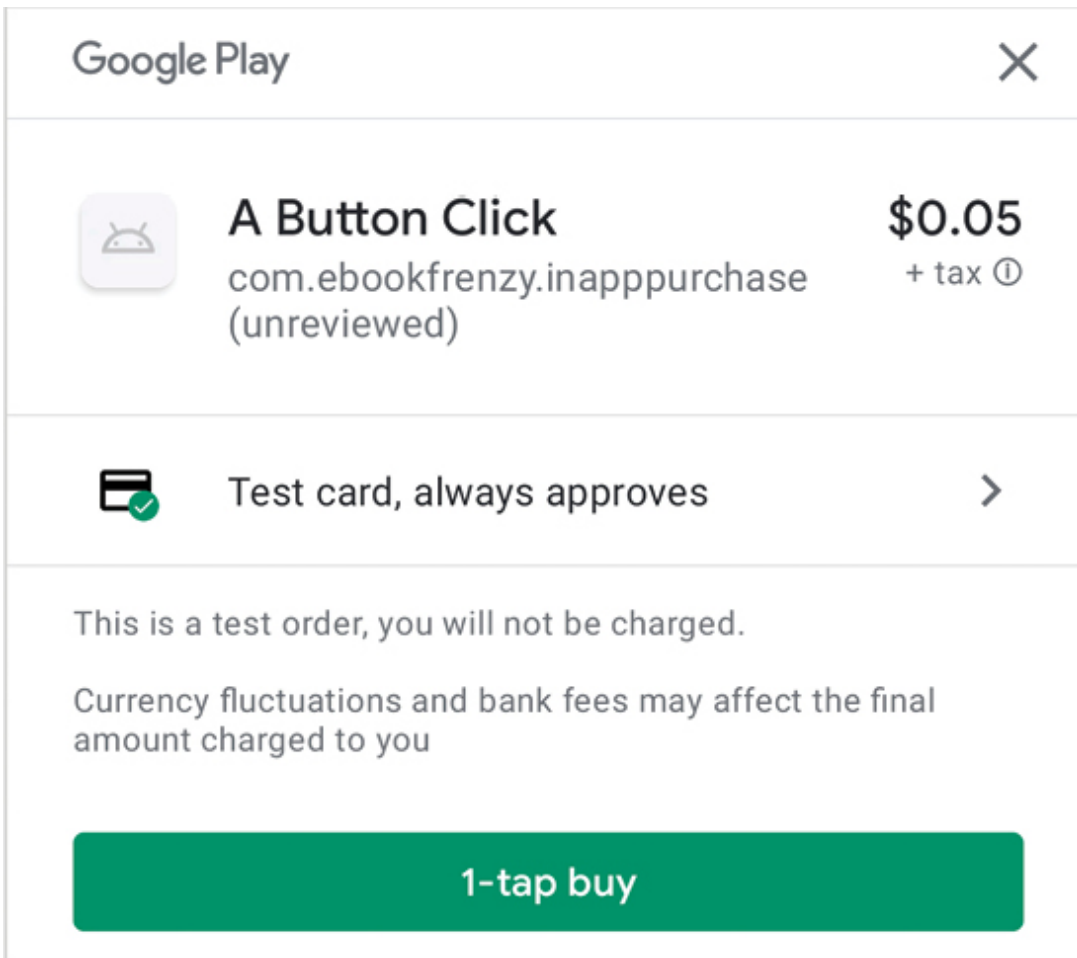 Google Play
A Button Click
$0.05
com.ebookfrenzy.inapppurchase
+ tax
(unreviewed)
Test card, always approves
This is a test order, you will not be charged.
Currency fluctuations and bank fees may affect the final
amount charged to you
1-tap buy